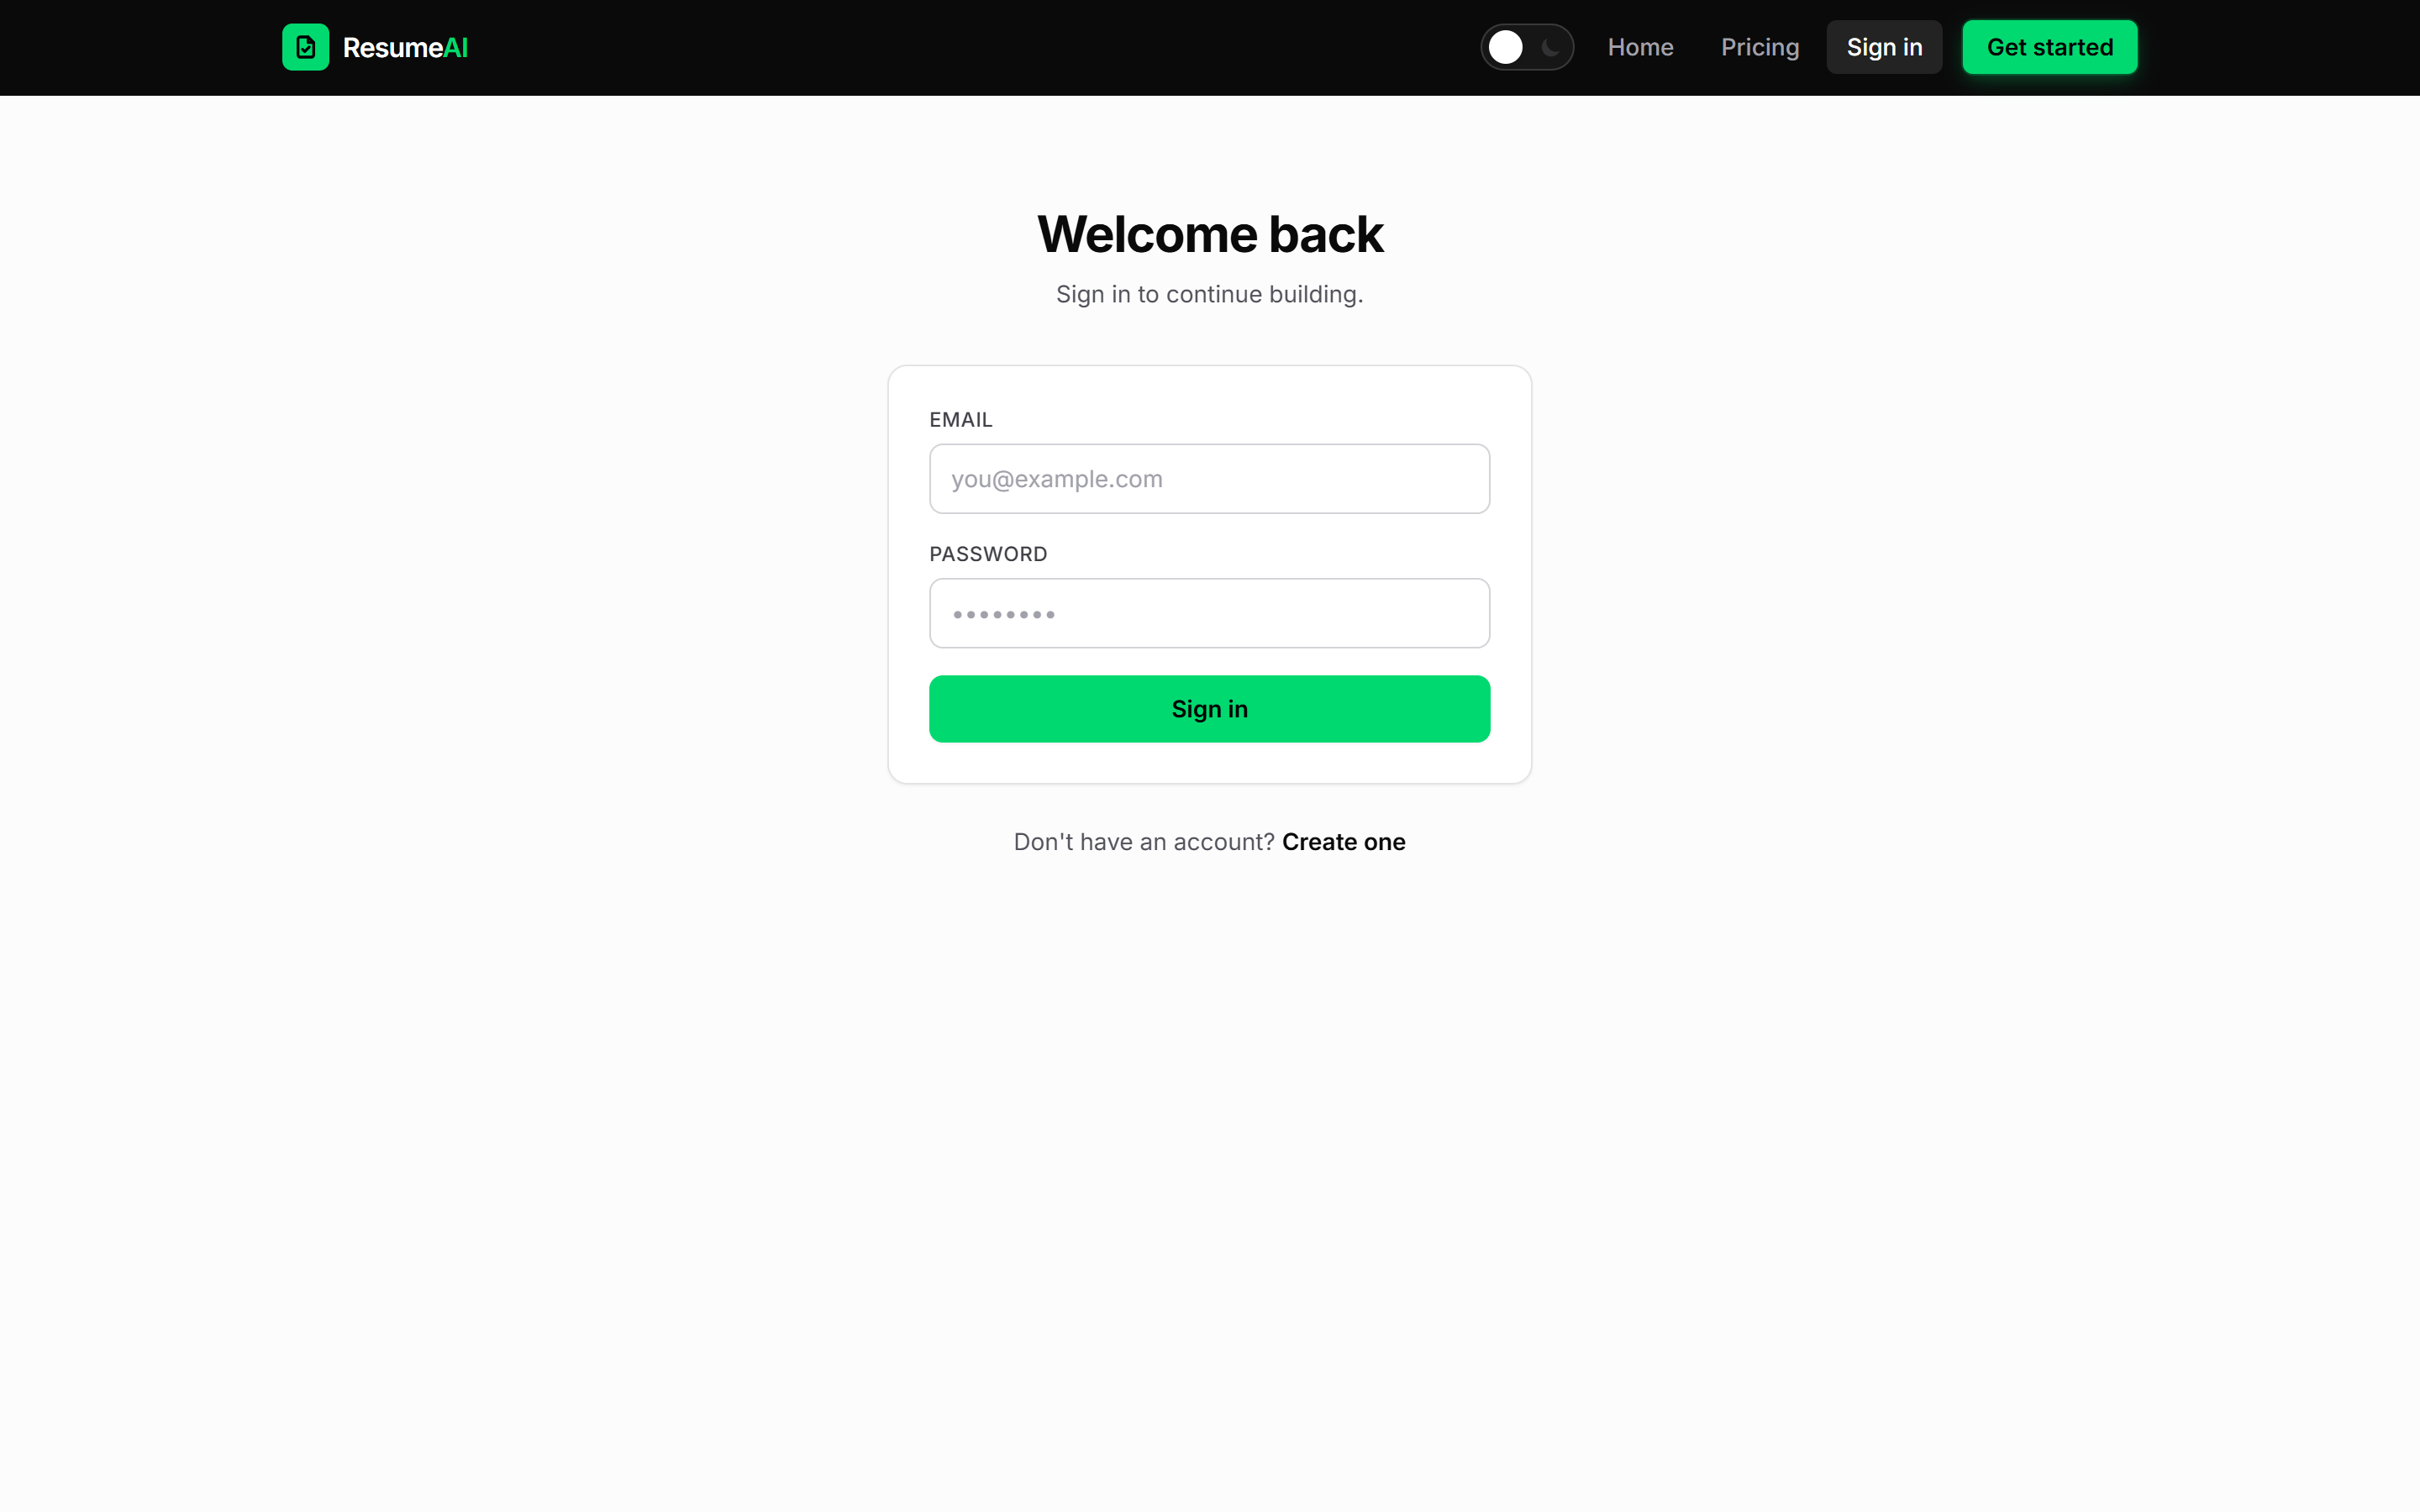 ResumeAI
Home
Pricing
Sign in
Get started
Welcome back
Sign in to continue building.
EMAIL
you@example.com
PASSWORD
••••••••
Sign in
Don't have an account? Create one